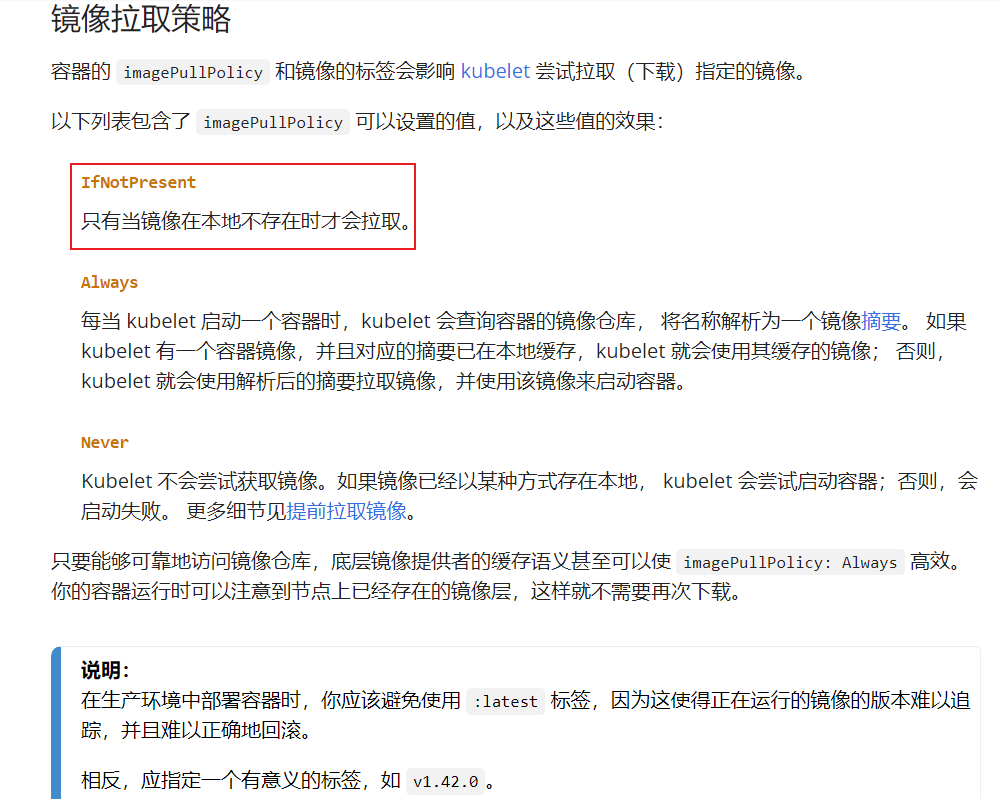 镜像拉取策略
容器的 imagePullPolicy 和镜像的标签会影响 kubelet 尝试拉取（下载）指定的镜像。
以下列表包含了 imagePullPolicy 可以设置的值，以及这些值的效果：
IfNotPresent
只有当镜像在本地不存在时才会拉取。
Always
每当 kubelet 启动一个容器时，kubelet 会查询容器的镜像仓库， 将名称解析为一个镜像摘要。 如果
kubelet 有一个容器镜像，并且对应的摘要已在本地缓存，kubelet 就会使用其缓存的镜像； 否则，
kubelet 就会使用解析后的摘要拉取镜像，并使用该镜像来启动容器。
Never
Kubelet 不会尝试获取镜像。如果镜像已经以某种方式存在本地， kubelet 会尝试启动容器；否则，会
启动失败。 更多细节见提前拉取镜像。
只要能够可靠地访问镜像仓库，底层镜像提供者的缓存语义甚至可以使 imagePullPolicy: Always 高效。
你的容器运行时可以注意到节点上已经存在的镜像层，这样就不需要再次下载。
说明：
在生产环境中部署容器时，你应该避免使用 :latest 标签，因为这使得正在运行的镜像的版本难以追
踪，并且难以正确地回滚。
相反，应指定一个有意义的标签，如 v1.42.0 。